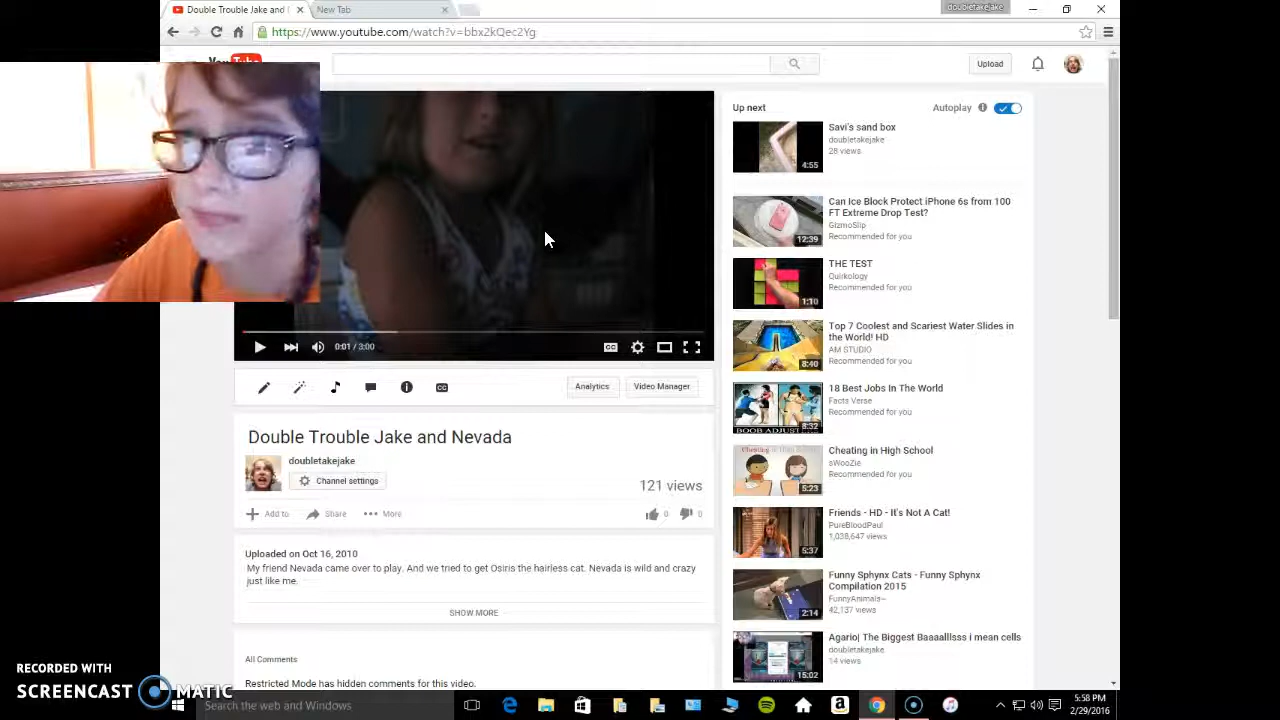 Double Trouble Jake and
New Tab
doubletakejake
https://www.youtube.com/watch?v=bbx2kQec2Yg
Upload
Up next
Autoplay
Savi's sand box
doubletakejake
28 views
4:55
Can Ice Block Protect iPhone 6s from 100
FT Extreme Drop Test?
GizmoSlip
Recommended for you
12:39
THE TEST
Quirkology
Recommended for you
1:10
Top 7 Coolest and Scariest Water Slides in
the World! HD
AM STUDIO
Recommended for you
8:40
18 Best Jobs In The World
Facts Verse
Recommended for you
BOOB ADJUST
8:32
Cheating in High School
sWooZie
Recommended for you
5:23
Friends - HD - It's Not A Cat!
PureBloodPaul
1,038,647 views
5:37
Funny Sphynx Cats - Funny Sphynx
Compilation 2015
FunnyAnimals~
42,137 views
2:14
Agario| The Biggest Baaaalllsss i mean cells
doubletakejake
14 views
15:02
0:01 / 3:00
CC
CC
Analytics
Video Manager
Double Trouble Jake and Nevada
doubletakejake
Channel settings
121 views
Add to
Share
More
0
0
Uploaded on Oct 16, 2010
My friend Nevada came over to play. And we tried to get Osiris the hairless cat. Nevada is wild and crazy
just like me.
SHOW MORE
All Comments
Restricted Mode has hidden comments for this video.
RECORDED WITH
SCREENCAST MATIC
Search the web and Windows
5:58 PM
2/29/2016